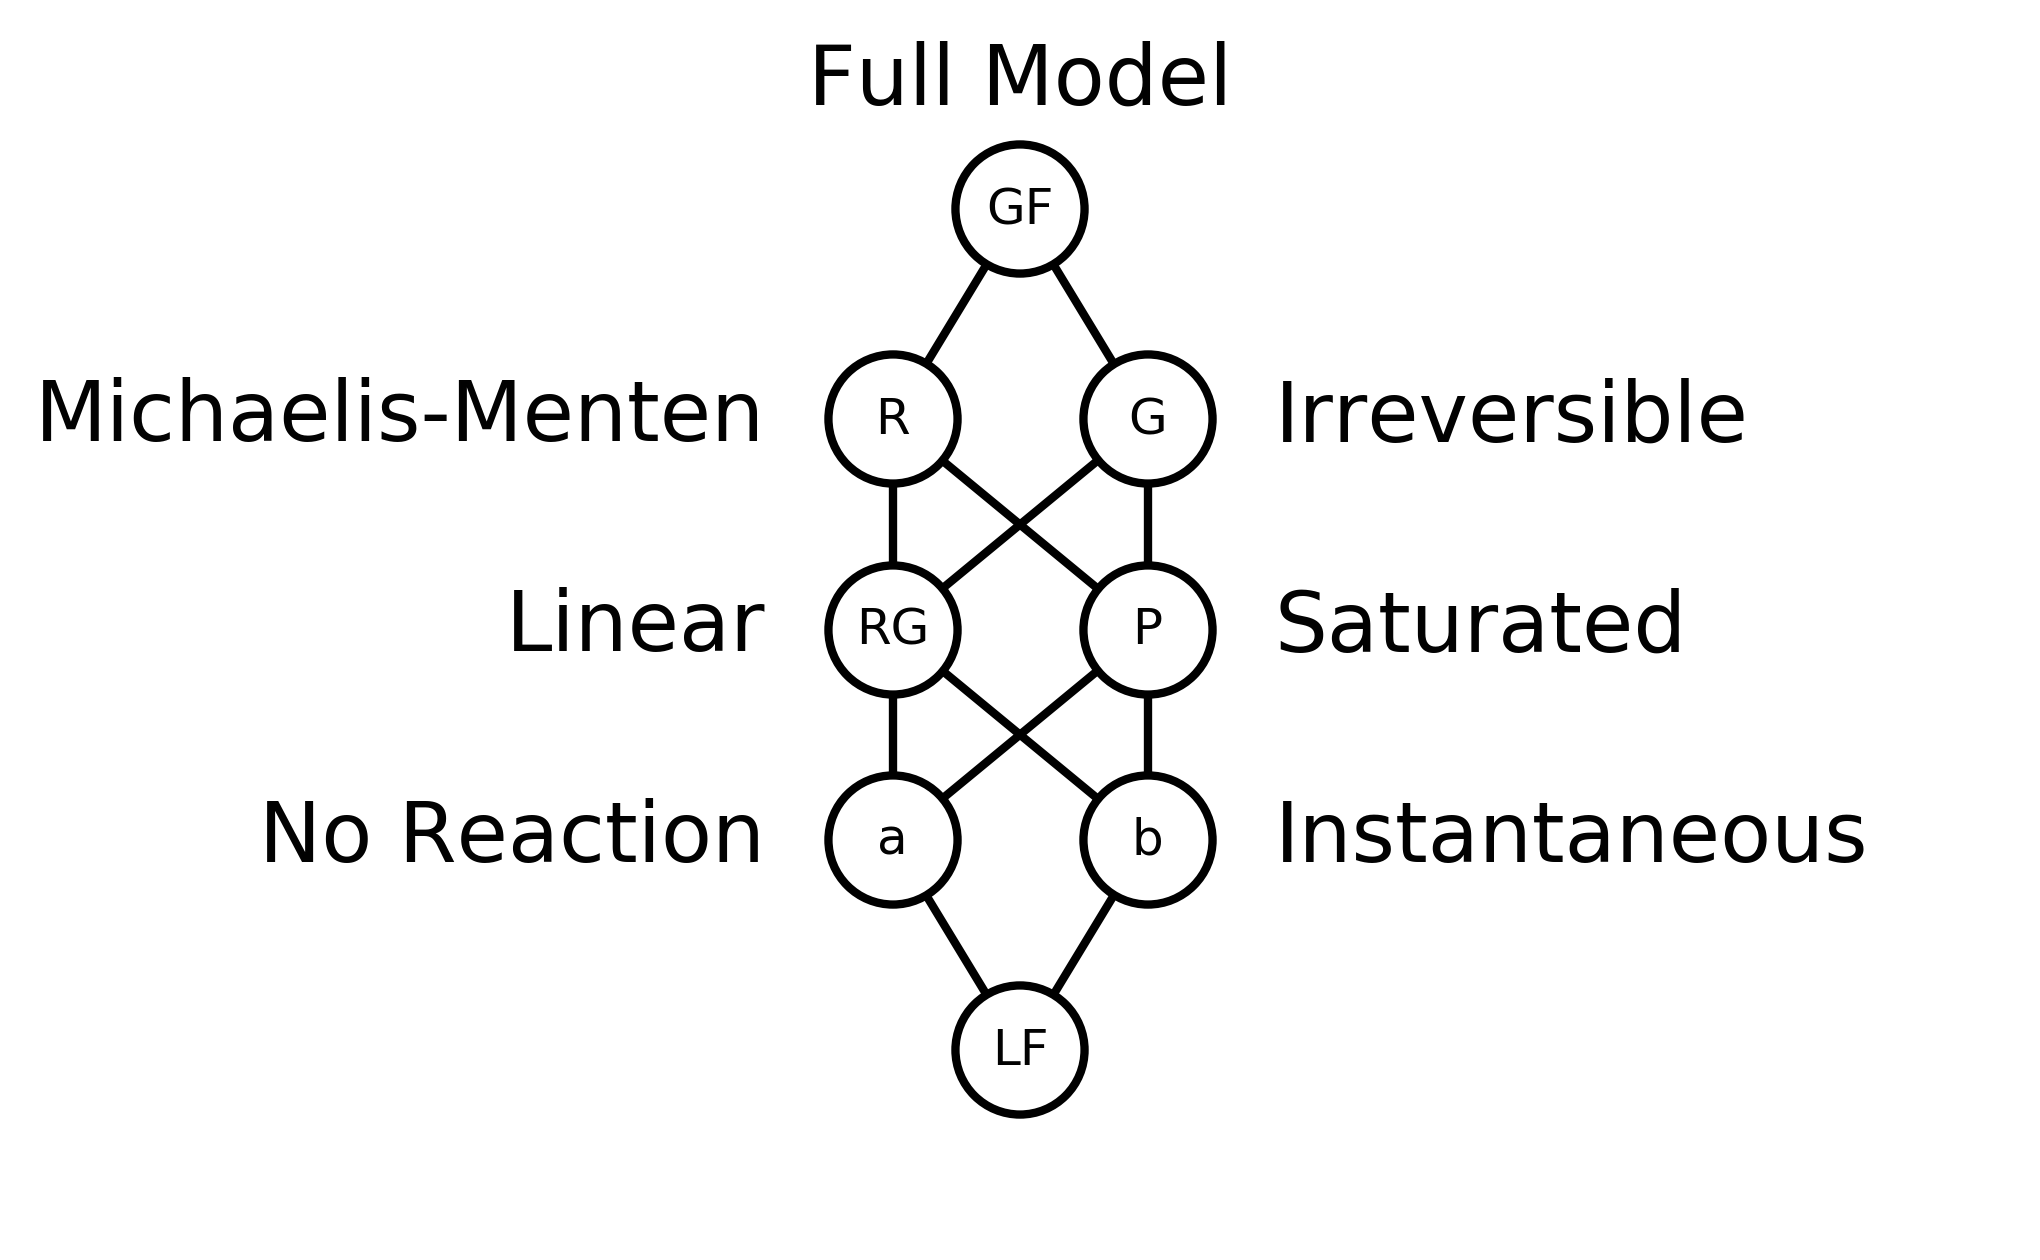 Full Model
GF
Michaelis-Menten R G Irreversible
Linear RG P Saturated
No Reaction a b Instantaneous
LF